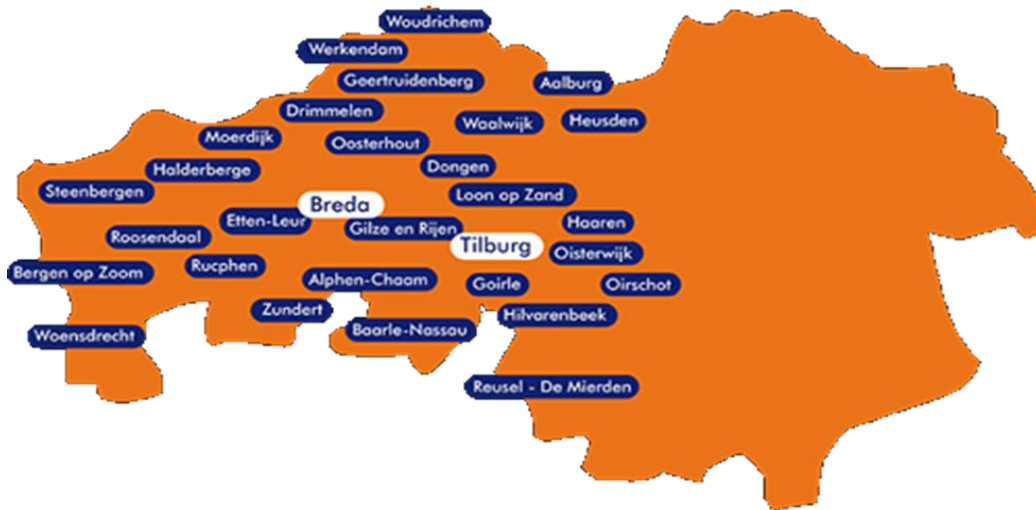 Woudrichem
Werkendam
Geertruidenberg
Aalburg
Drimmelen
Waalwijk
Heusden
Moerdijk
Oosterhout
Halderberge
Dongen
Steenbergen
Loon op Zand
Breda
Etten-Leur
Gilze en Rijen
Haaren
Roosendaal
Tilburg
Oisterwijk
Bergen op Zoom
Rucphen
Alphen-Chaam
Goirle
Oirschot
Zundert
Hilvarenbeek
Woensdrecht
Baarle-Nassau
Reusel - De Mierden